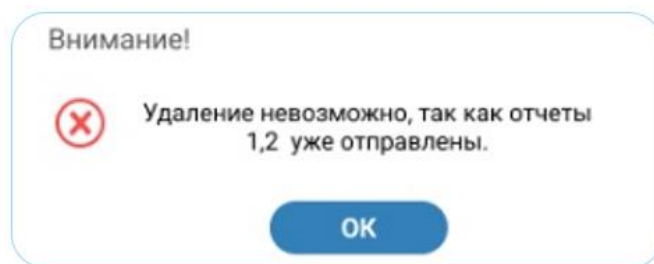 Внимание!
Удаление невозможно, так как отчеты
1,2 уже отправлены.
ОК